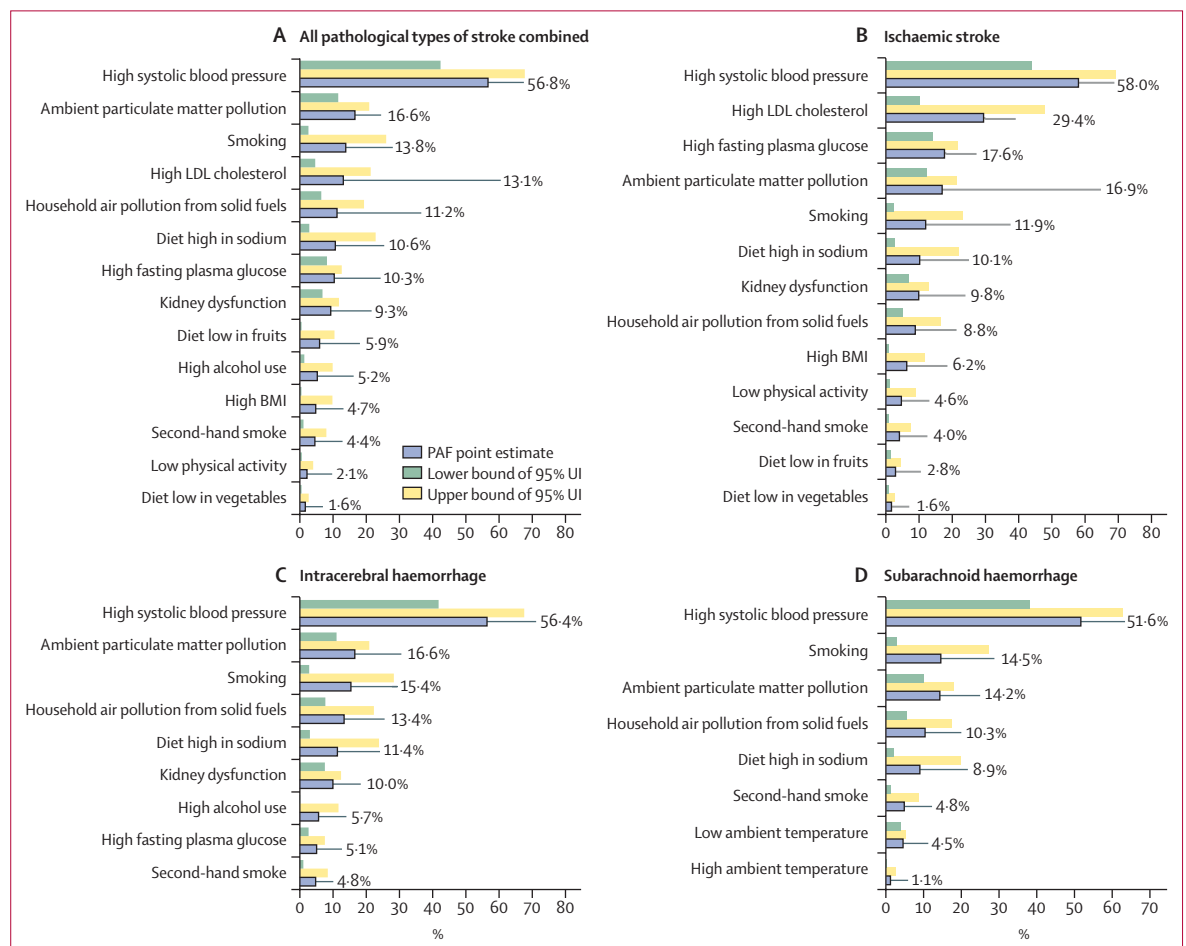 A All pathological types of stroke combined
High systolic blood pressure 56·8%
Ambient particulate matter pollution 16·6%
Smoking 13·8%
High LDL cholesterol 13·1%
Household air pollution from solid fuels 11·2%
Diet high in sodium 10·6%
High fasting plasma glucose 10·3%
Kidney dysfunction 9·3%
Diet low in fruits 5·9%
High alcohol use 5·2%
High BMI 4·7%
Second-hand smoke 4·4%
Low physical activity 2·1%
Diet low in vegetables 1·6%
PAF point estimate
Lower bound of 95% UI
Upper bound of 95% UI
0 10 20 30 40 50 60 70 80
B Ischaemic stroke
High systolic blood pressure 58·0%
High LDL cholesterol 29·4%
High fasting plasma glucose 17·6%
Ambient particulate matter pollution 16·9%
Smoking 11·9%
Diet high in sodium 10·1%
Kidney dysfunction 9·8%
Household air pollution from solid fuels 8·8%
High BMI 6·2%
Low physical activity 4·6%
Second-hand smoke 4·0%
Diet low in fruits 2·8%
Diet low in vegetables 1·6%
0 10 20 30 40 50 60 70 80
C Intracerebral haemorrhage
High systolic blood pressure 56·4%
Ambient particulate matter pollution 16·6%
Smoking 15·4%
Household air pollution from solid fuels 13·4%
Diet high in sodium 11·4%
Kidney dysfunction 10·0%
High alcohol use 5·7%
High fasting plasma glucose 5·1%
Second-hand smoke 4·8%
0 10 20 30 40 50 60 70 80
%
D Subarachnoid haemorrhage
High systolic blood pressure 51·6%
Smoking 14·5%
Ambient particulate matter pollution 14·2%
Household air pollution from solid fuels 10·3%
Diet high in sodium 8·9%
Second-hand smoke 4·8%
Low ambient temperature 4·5%
High ambient temperature 1·1%
0 10 20 30 40 50 60 70
%